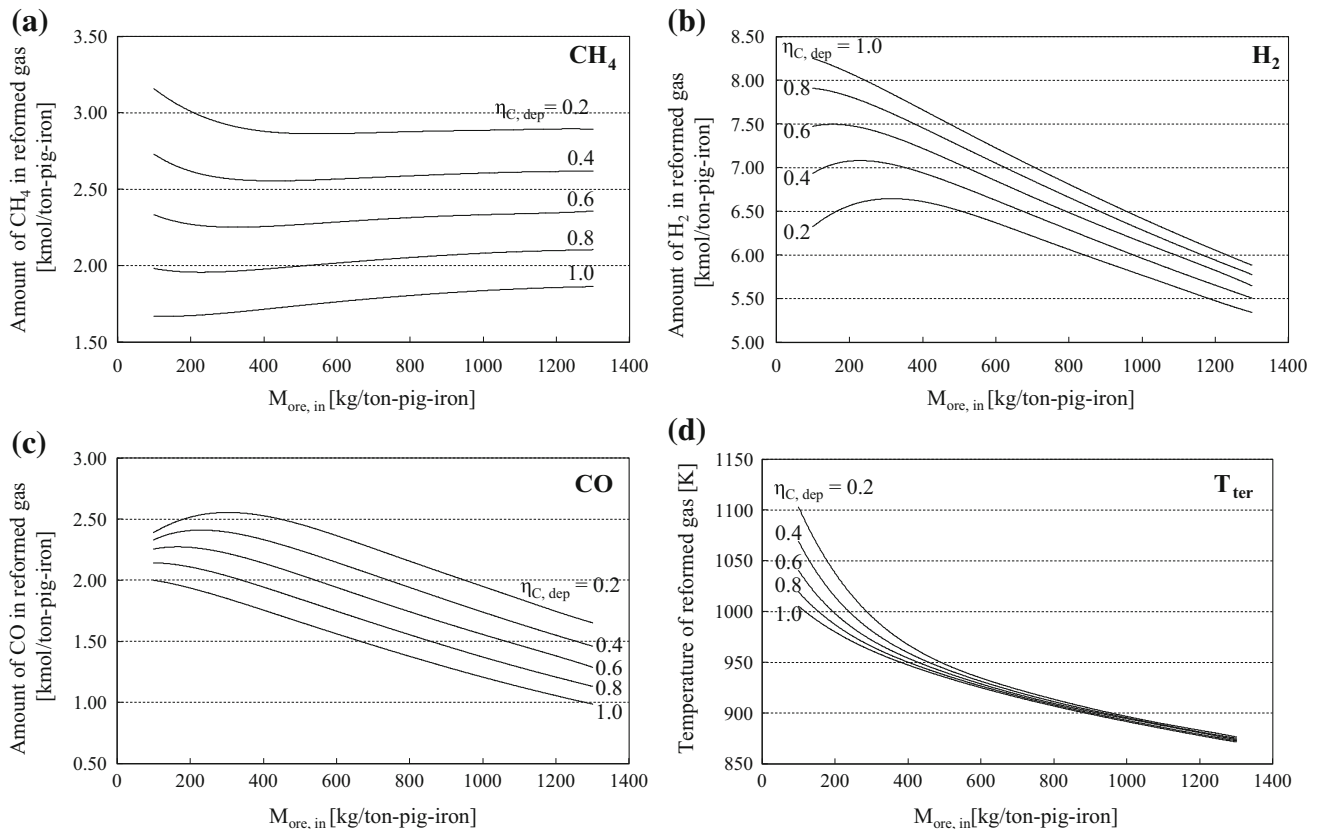 (a)
CH4
Amount of CH4 in reformed gas
[kmol/ton-pig-iron]
3.50
3.00
2.50
2.00
1.50
ηC, dep = 0.2
0.4
0.6
0.8
1.0
0 200 400 600 800 1000 1200 1400
More, in [kg/ton-pig-iron]
(b)
H2
Amount of H2 in reformed gas
[kmol/ton-pig-iron]
8.50
8.00
7.50
7.00
6.50
6.00
5.50
5.00
ηC, dep = 1.0
0.8
0.6
0.4
0.2
0 200 400 600 800 1000 1200 1400
More, in [kg/ton-pig-iron]
(c)
CO
Amount of CO in reformed gas
[kmol/ton-pig-iron]
3.00
2.50
2.00
1.50
1.00
0.50
ηC, dep = 0.2
0.4
0.6
0.8
1.0
0 200 400 600 800 1000 1200 1400
More, in [kg/ton-pig-iron]
(d)
Tter
Temperature of reformed gas [K]
1150
1100
1050
1000
950
900
850
ηC, dep = 0.2
0.4
0.6
0.8
1.0
0 200 400 600 800 1000 1200 1400
More, in [kg/ton-pig-iron]